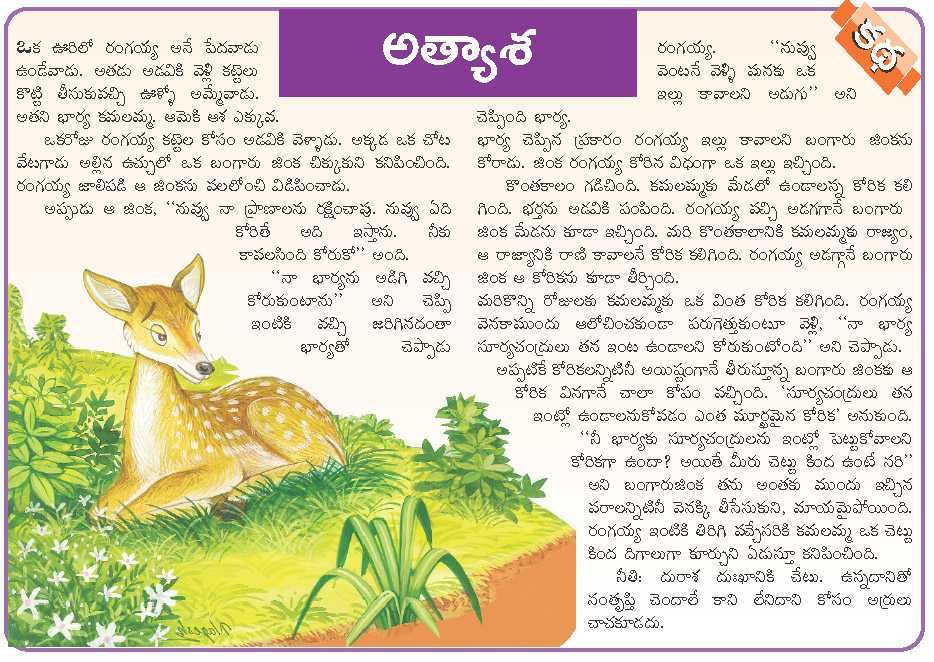 అత్యాశ
కథ
ఒక ఊరిలో రంగయ్య అనే పేదవాడు
ఉండేవాడు. అతడు అడవికి వెళ్లి కట్టెలు
కొట్టి తీసుకువచ్చి ఊళ్ళో అమ్మేవాడు.
అతని భార్య కమలమ్మ. ఆమెకి ఆశ ఎక్కువ.
ఒకరోజు రంగయ్య కట్టెల కోసం అడవికి వెళ్ళాడు. అక్కడ ఒక చోట
వేటగాడు అల్లిన ఉచ్చులో ఒక బంగారు జింక చిక్కుకుని కనిపించింది.
రంగయ్య జాలిపడి ఆ జింకను వలలోంచి విడిపించాడు.
అప్పుడు ఆ జింక, ‘‘నువ్వు నా ప్రాణాలను రక్షించావు. నువ్వు ఏది
కోరితే అది ఇస్తాను. నీకు
కావలసింది కోరుకో’’ అంది.
‘‘నా భార్యను అడిగి వచ్చి
కోరుకుంటాను’’ అని చెప్పి
ఇంటికి వచ్చి జరిగినదంతా
భార్యతో చెప్పాడు
రంగయ్య. ‘‘నువ్వు
వెంటనే వెళ్ళి మనకు ఒక
ఇల్లు కావాలని అడుగు’’ అని
చెప్పింది భార్య.
భార్య చెప్పిన ప్రకారం రంగయ్య ఇల్లు కావాలని బంగారు జింకను
కోరాడు. జింక రంగయ్య కోరిన విధంగా ఒక ఇల్లు ఇచ్చింది.
కొంతకాలం గడిచింది. కమలమ్మకు మేడలో ఉండాలన్న కోరిక కలి
గింది. భర్తను అడవికి పంపింది. రంగయ్య వచ్చి అడగగానే బంగారు
జింక మేడను కూడా ఇచ్చింది. మరి కొంతకాలానికి కమలమ్మకు రాజ్యం,
ఆ రాజ్యానికి రాణి కావాలనే కోరిక కలిగింది. రంగయ్య అడగ్గానే బంగారు
జింక ఆ కోరికను కూడా తీర్చింది.
మరికొన్ని రోజులకు కమలమ్మకు ఒక వింత కోరిక కలిగింది. రంగయ్య
వెనకాముందు ఆలోచించకుండా పరుగెత్తుకుంటూ వెళ్లి, ‘‘నా భార్య
సూర్యచంద్రులు తన ఇంట ఉండాలని కోరుకుంటోంది’’ అని చెప్పాడు.
అప్పటికే కోరికలన్నిటినీ అయిష్టంగానే తీరుస్తూన్న బంగారు జింకకు ఆ
కోరిక వినగానే చాలా కోపం వచ్చింది. ‘సూర్యచంద్రులు తన
ఇంట్లో ఉండాలనుకోవడం ఎంత మూర్ఖమైన కోరిక’ అనుకుంది.
‘‘నీ భార్యకు సూర్యచంద్రులను ఇంట్లో పెట్టుకోవాలని
కోరికగా ఉందా? అయితే మీరు చెట్టు కింద ఉంటే సరి’’
అని బంగారుజింక తను అంతకు ముందు ఇచ్చిన
వరాలన్నిటినీ వెనక్కి తీసేసుకుని, మాయమైపోయింది.
రంగయ్య ఇంటికి తిరిగి వచ్చేసరికి కమలమ్మ ఒక చెట్టు
కింద దిగాలుగా కూర్చుని ఏడుస్తూ కనిపించింది.
నీతి: దురాశ దుఃఖానికి చేటు. ఉన్నదానితో
సంతృప్తి చెందాలే కాని లేనిదాని కోసం అర్రులు
చాచకూడదు.
Nagesh